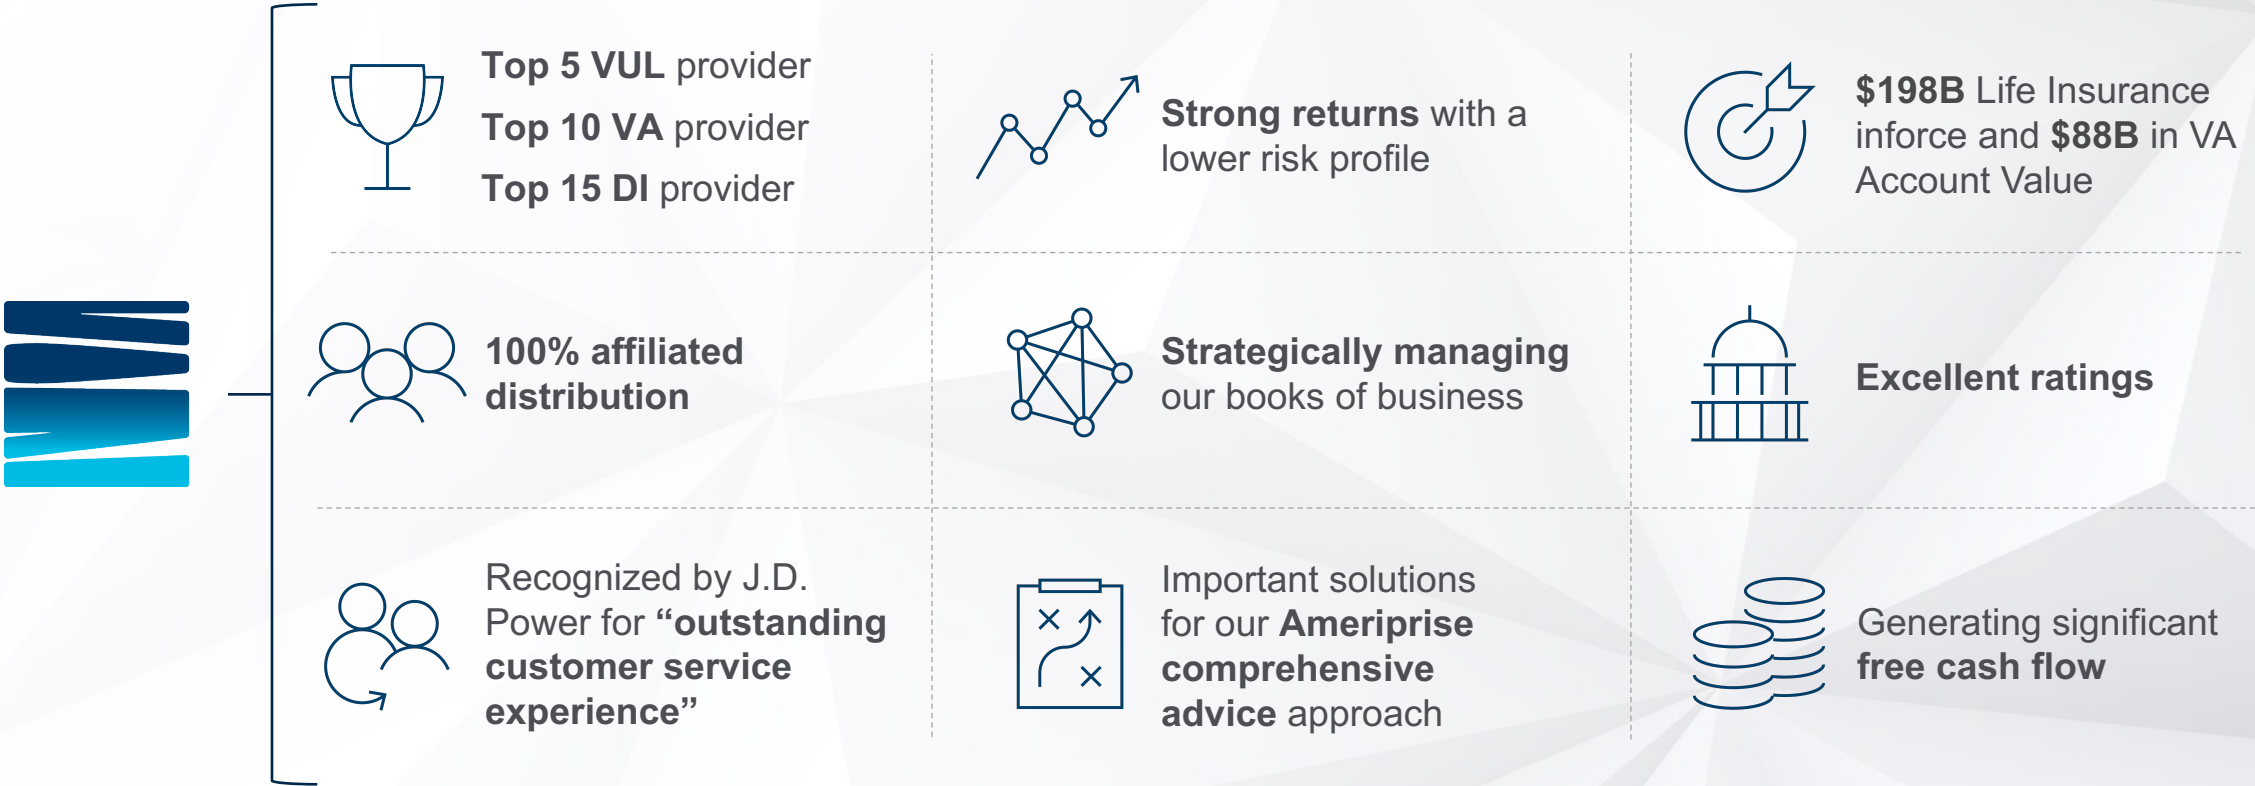 Top 5 VUL provider
Top 10 VA provider
Top 15 DI provider
Strong returns with a
lower risk profile
$198B Life Insurance
inforce and $88B in VA
Account Value
100% affiliated
distribution
Strategically managing
our books of business
Excellent ratings
Recognized by J.D.
Power for “outstanding
customer service
experience”
Important solutions
for our Ameriprise
comprehensive
advice approach
Generating significant
free cash flow